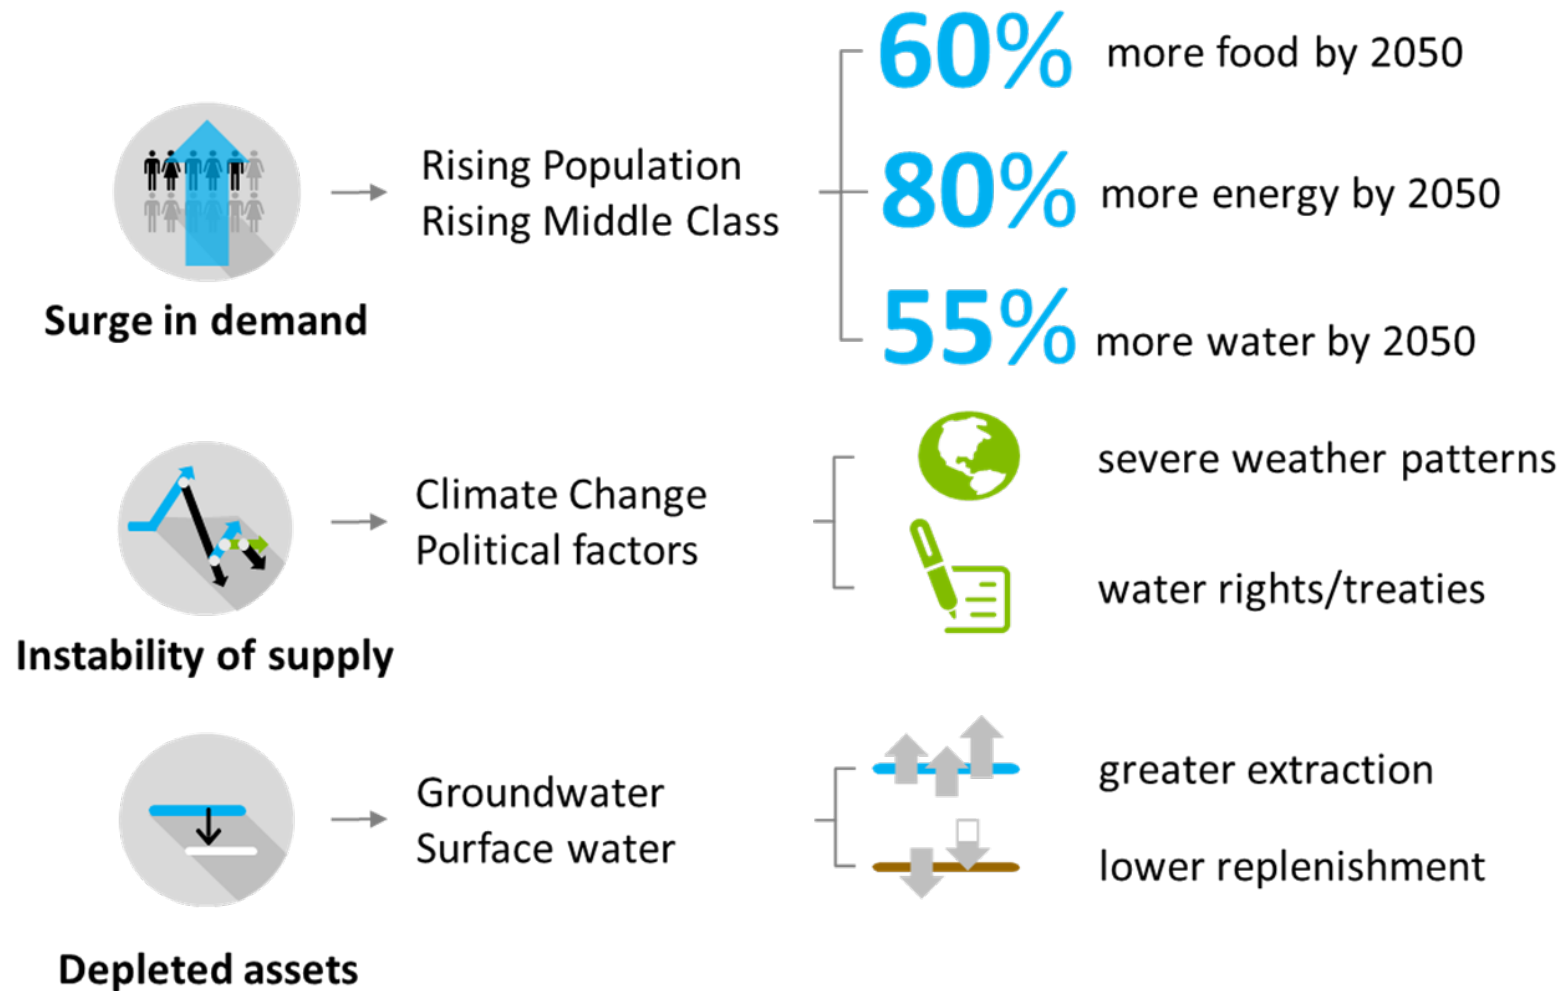 Surge in demand
Rising Population
Rising Middle Class
60% more food by 2050
80% more energy by 2050
55% more water by 2050
Instability of supply
Climate Change
Political factors
severe weather patterns
water rights/treaties
Depleted assets
Groundwater
Surface water
greater extraction
lower replenishment